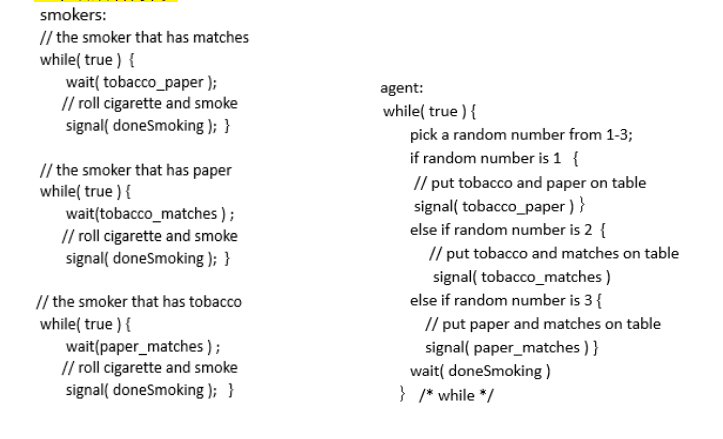 smokers:
// the smoker that has matches
while( true ) {
wait( tobacco_paper );
// roll cigarette and smoke
signal( doneSmoking ); }
// the smoker that has paper
while( true ) {
wait(tobacco_matches ) ;
// roll cigarette and smoke
signal( doneSmoking ); }
// the smoker that has tobacco
while( true ) {
wait(paper_matches ) ;
// roll cigarette and smoke
signal( doneSmoking ); }
agent:
while( true ) {
pick a random number from 1-3;
if random number is 1 {
// put tobacco and paper on table
signal( tobacco_paper ) }
else if random number is 2 {
// put tobacco and matches on table
signal( tobacco_matches )
else if random number is 3 {
// put paper and matches on table
signal( paper_matches ) }
wait( doneSmoking )
} /* while */